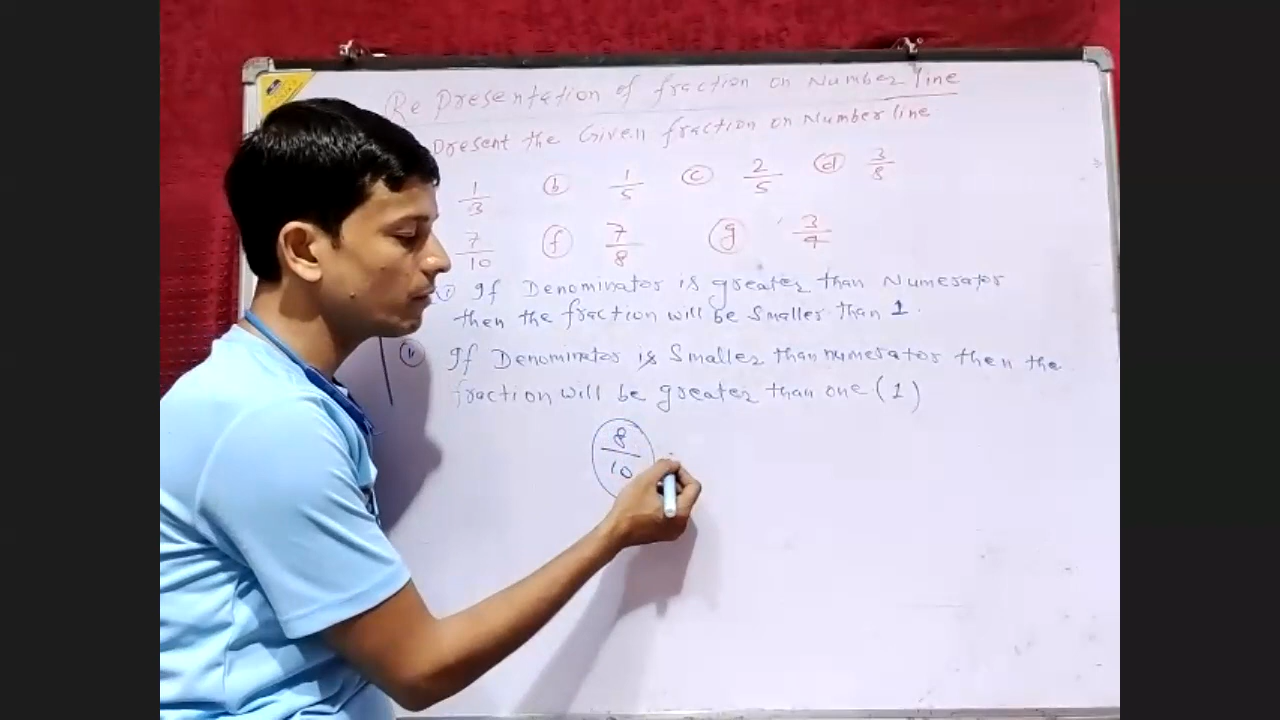 Representation of fraction on Number line
present the Given fraction on Number line
1/3 (b) 1/5 (c) 2/5 (d) 3/8
7/10 (f) 7/8 (g) 3/4
(i) If Denominator is greater than Numerator
then the fraction will be smaller than 1.
(ii) If Denominator is smaller than numerator then the
fraction will be greater than one (1)
8/10